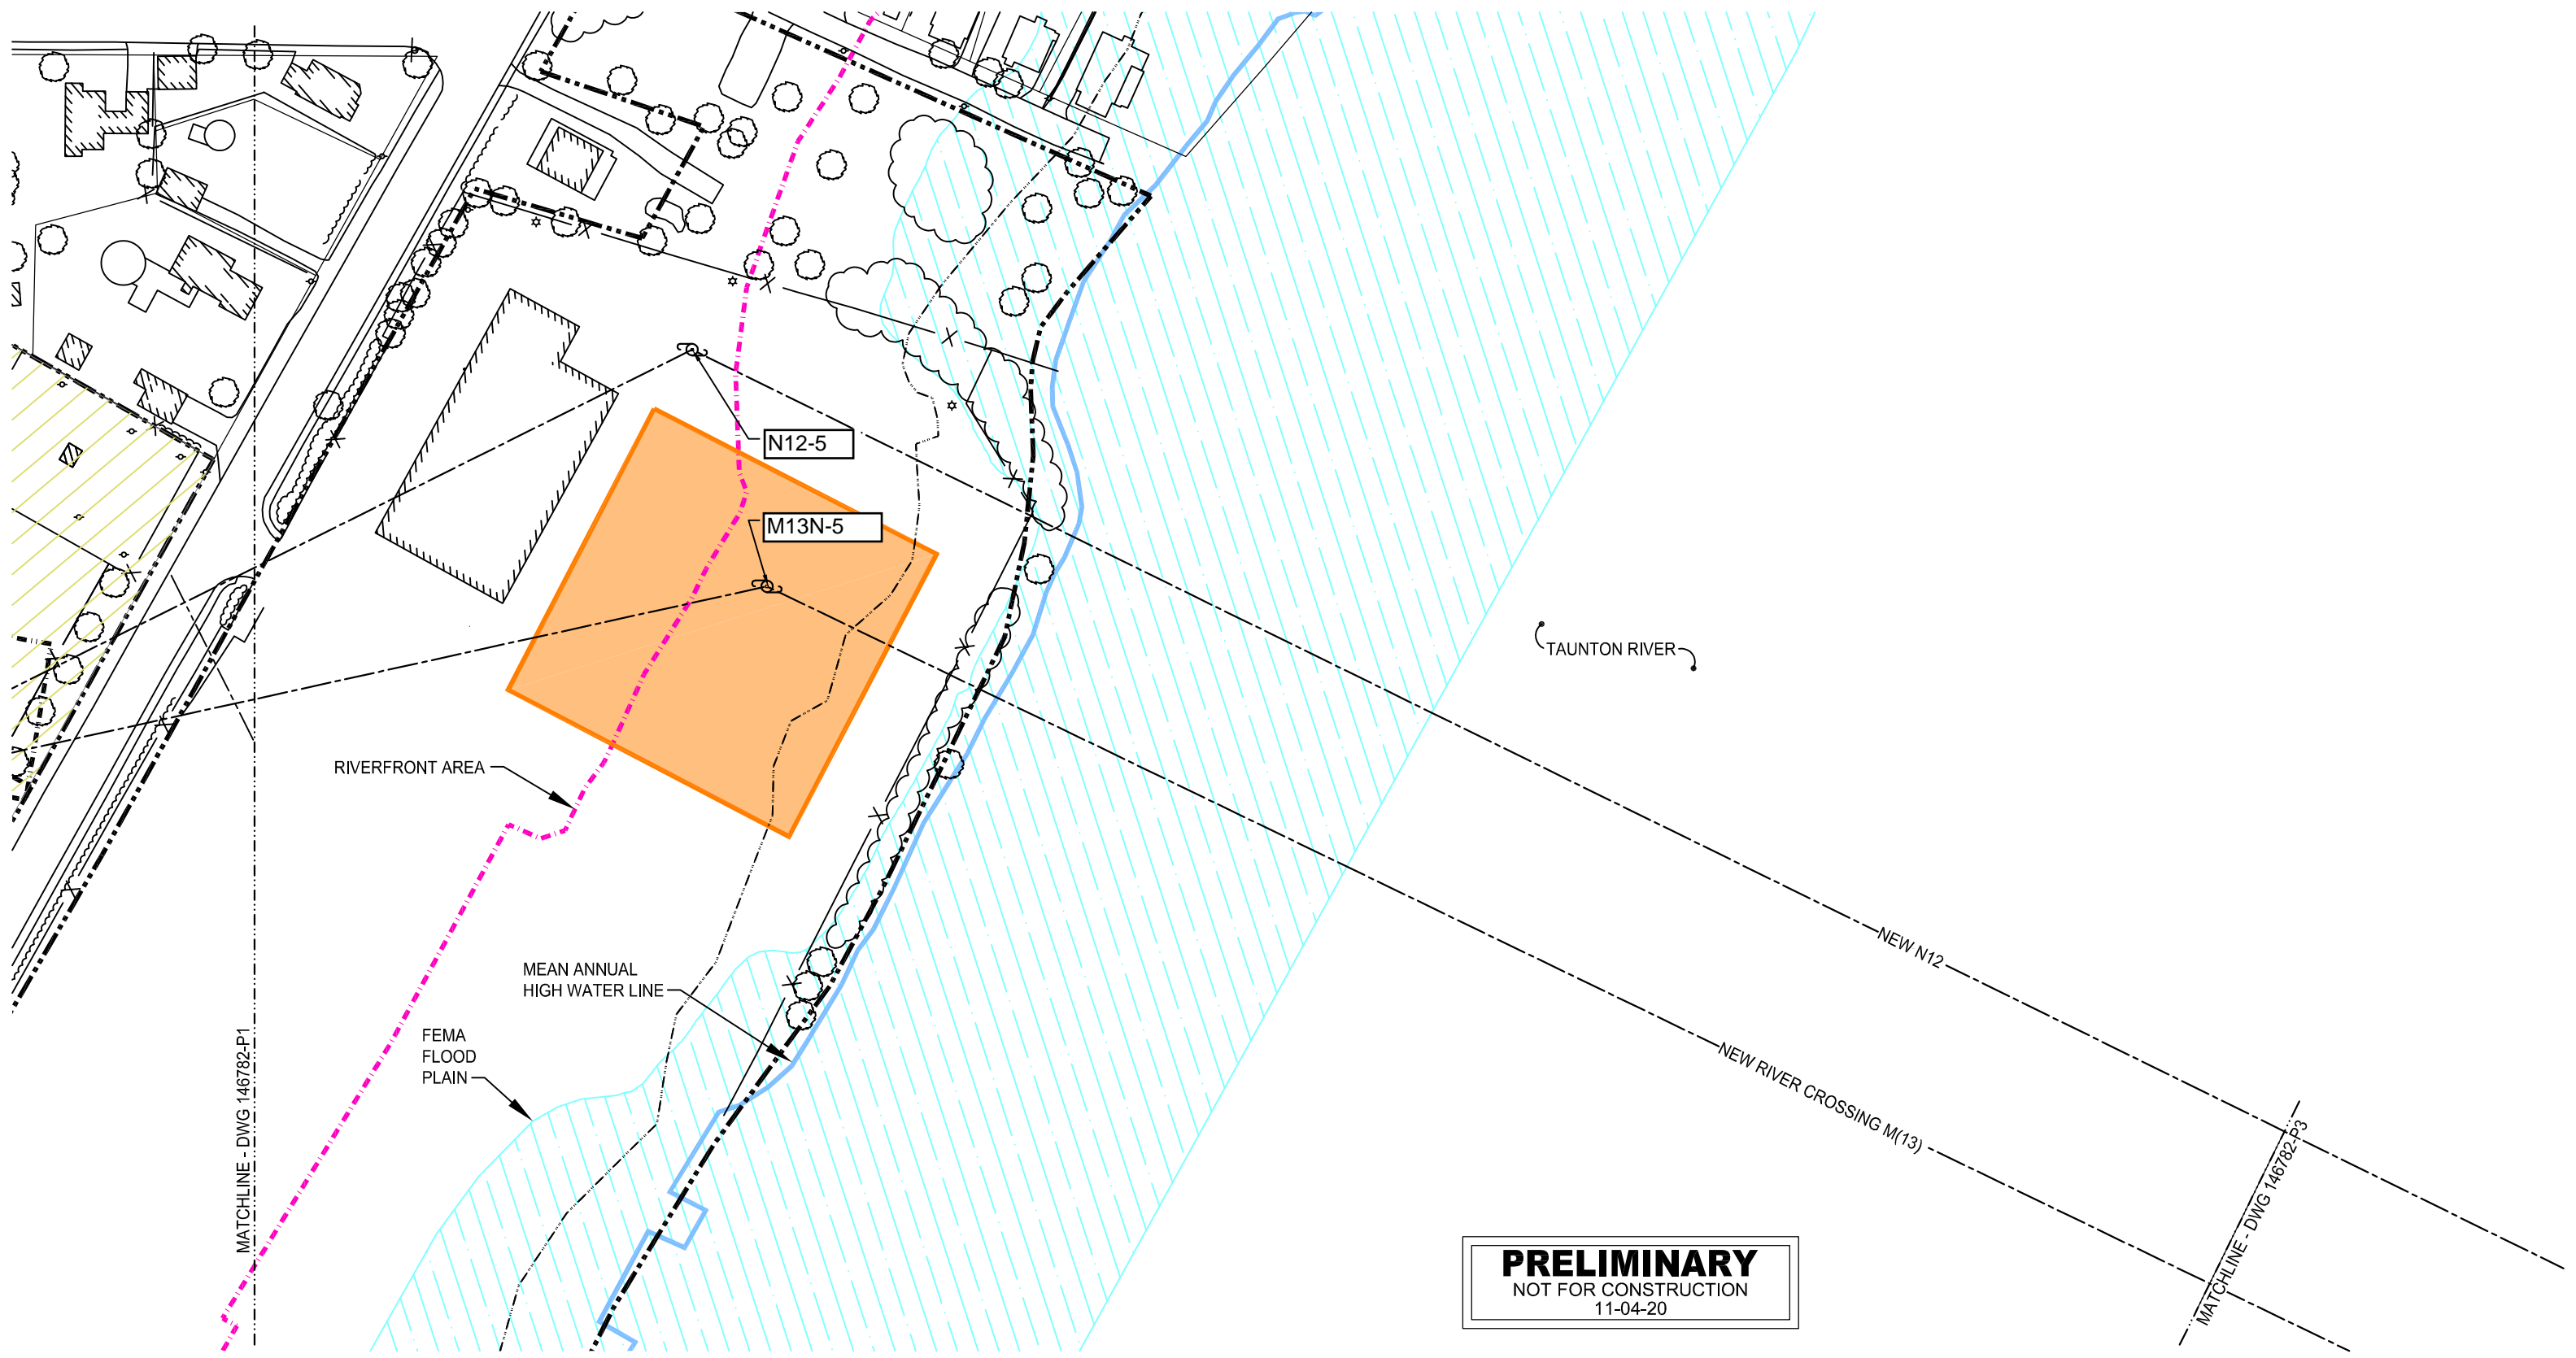 N12-5
M13N-5
TAUNTON RIVER
RIVERFRONT AREA
NEW N12
MEAN ANNUAL
HIGH WATER LINE
FEMA
FLOOD
PLAIN
NEW RIVER CROSSING M(13)
MATCHLINE - DWG 146782-P1
MATCHLINE - DWG 146782-P3
PRELIMINARY
NOT FOR CONSTRUCTION
11-04-20